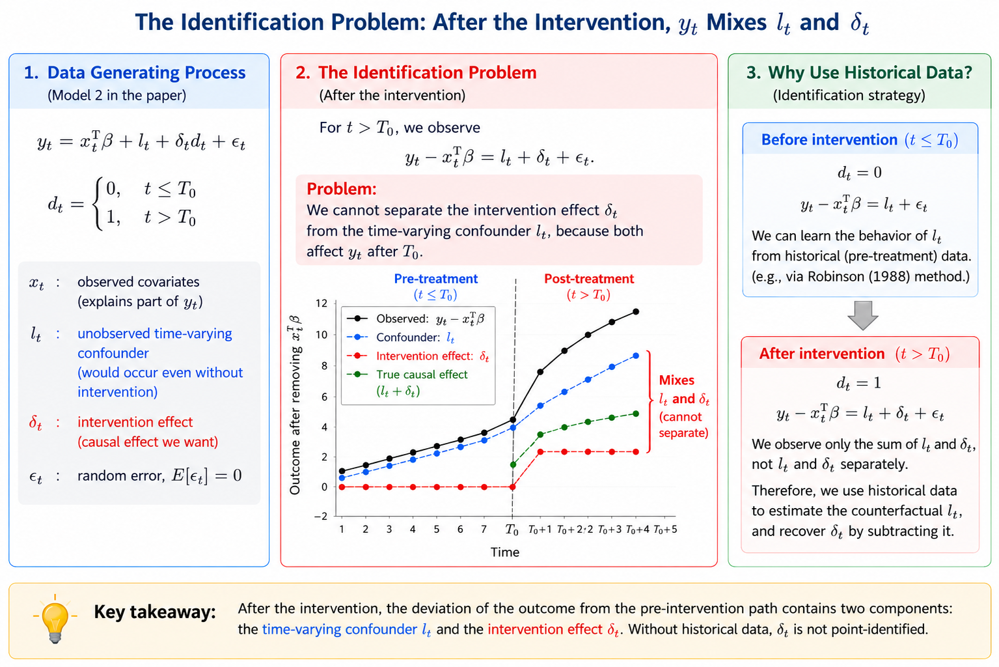 The Identification Problem: After the Intervention, yₜ Mixes lₜ and δₜ
1. Data Generating Process
(Model 2 in the paper)
yₜ = xₜᵀβ + lₜ + δₜdₜ + ϵₜ
dₜ = { 0, t ≤ T₀
1, t > T₀
xₜ : observed covariates
(explains part of yₜ)
lₜ : unobserved time-varying
confounder
(would occur even without
intervention)
δₜ : intervention effect
(causal effect we want)
ϵₜ : random error, E[ϵₜ] = 0
2. The Identification Problem
(After the intervention)
For t > T₀, we observe
yₜ − xₜᵀβ = lₜ + δₜ + ϵₜ.
Problem:
We cannot separate the intervention effect δₜ
from the time-varying confounder lₜ, because both
affect yₜ after T₀.
Pre-treatment
(t ≤ T₀)
Post-treatment
(t > T₀)
Outcome after removing xₜᵀβ
12
10
8
6
4
2
0
−2
Observed: yₜ − xₜᵀβ
Confounder: lₜ
Intervention effect: δₜ
True causal effect
(lₜ + δₜ)
Mixes
lₜ and δₜ
(cannot
separate)
1 2 3 4 5 6 7 T₀ T₀+1 T₀+2 T₀+3 T₀+4 T₀+5
Time
3. Why Use Historical Data?
(Identification strategy)
Before intervention (t ≤ T₀)
dₜ = 0
yₜ − xₜᵀβ = lₜ + ϵₜ
We can learn the behavior of lₜ
from historical (pre-treatment) data.
(e.g., via Robinson (1988) method.)
After intervention (t > T₀)
dₜ = 1
yₜ − xₜᵀβ = lₜ + δₜ + ϵₜ
We observe only the sum of lₜ and δₜ,
not lₜ and δₜ separately.
Therefore, we use historical data
to estimate the counterfactual lₜ,
and recover δₜ by subtracting it.
Key takeaway:
After the intervention, the deviation of the outcome from the pre-intervention path contains two components:
the time-varying confounder lₜ and the intervention effect δₜ. Without historical data, δₜ is not point-identified.